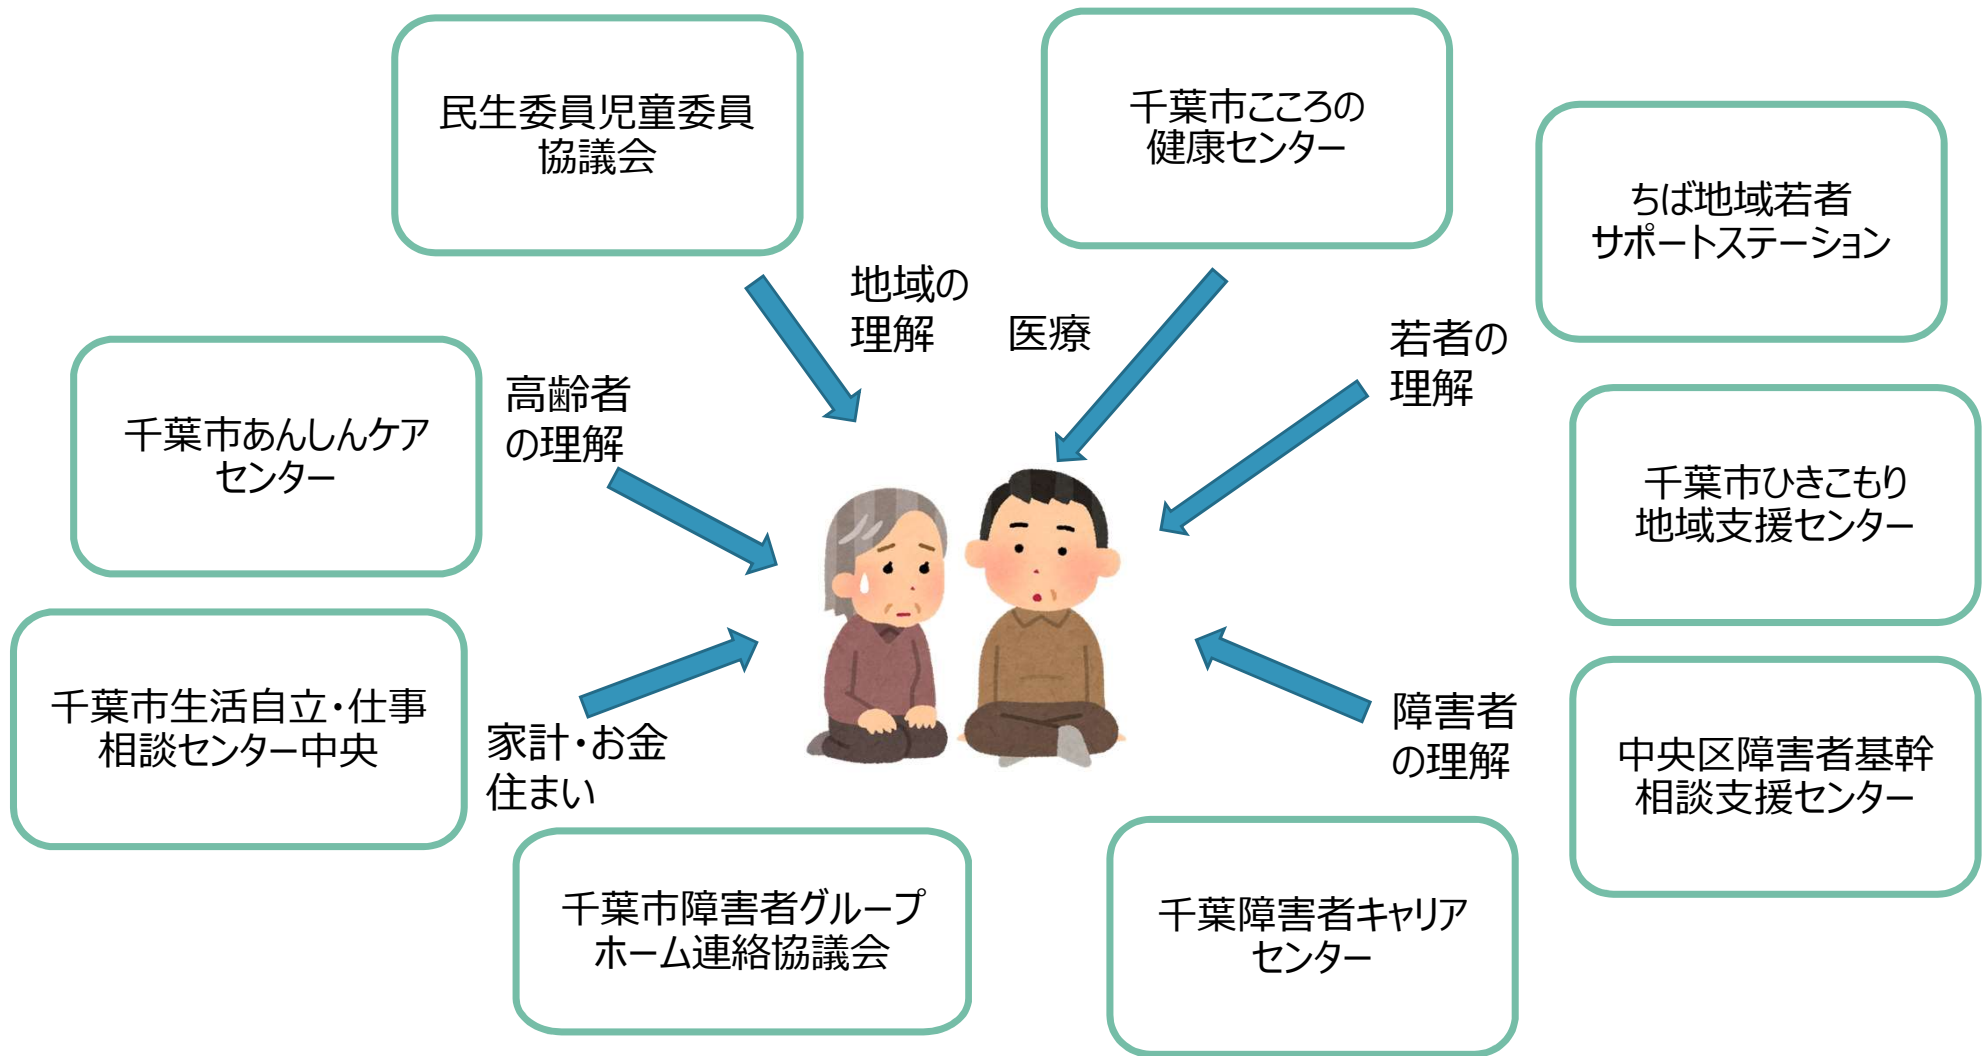 民生委員児童委員
協議会
千葉市こころの
健康センター
ちば地域若者
サポートステーション
地域の
理解
医療
若者の
理解
千葉市あんしんケア
センター
高齢者
の理解
千葉市ひきこもり
地域支援センター
千葉市生活自立・仕事
相談センター中央
家計・お金
住まい
障害者
の理解
中央区障害者基幹
相談支援センター
千葉市障害者グループ
ホーム連絡協議会
千葉障害者キャリア
センター